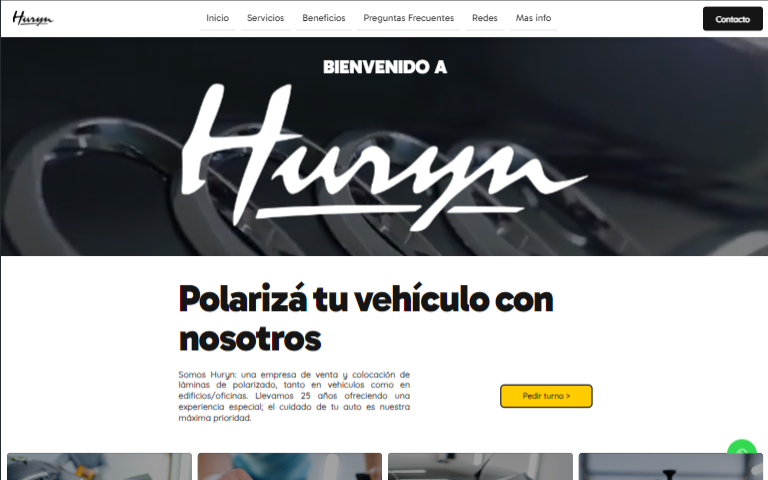 Huryn
Inicio
Servicios
Beneficios
Preguntas Frecuentes
Redes
Mas info
Contacto
BIENVENIDO A
Huryn
Polarizá tu vehículo con
nosotros
Somos Huryn: una empresa de venta y colocación de
láminas de polarizado, tanto en vehiculos como en
edificios/oficinas. Llevamos 25 años ofreciendo una
experiencia especial; el cuidado de tu auto es nuestra
máxima prioridad.
Pedir turno >